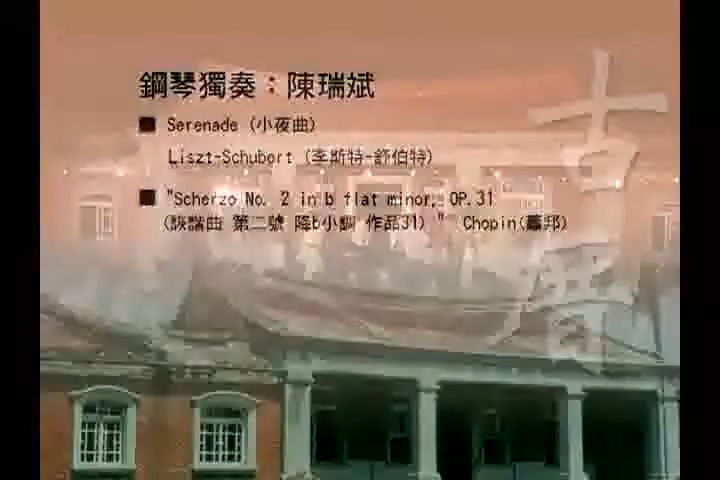 鋼琴獨奏：陳瑞斌
■ Serenade (小夜曲)
Liszt-Schubert (李斯特-舒伯特)
■ "Scherzo No. 2 in b flat minor, OP.31
(詼諧曲 第二號 降b小調 作品31) " Chopin(蕭邦)
古厝